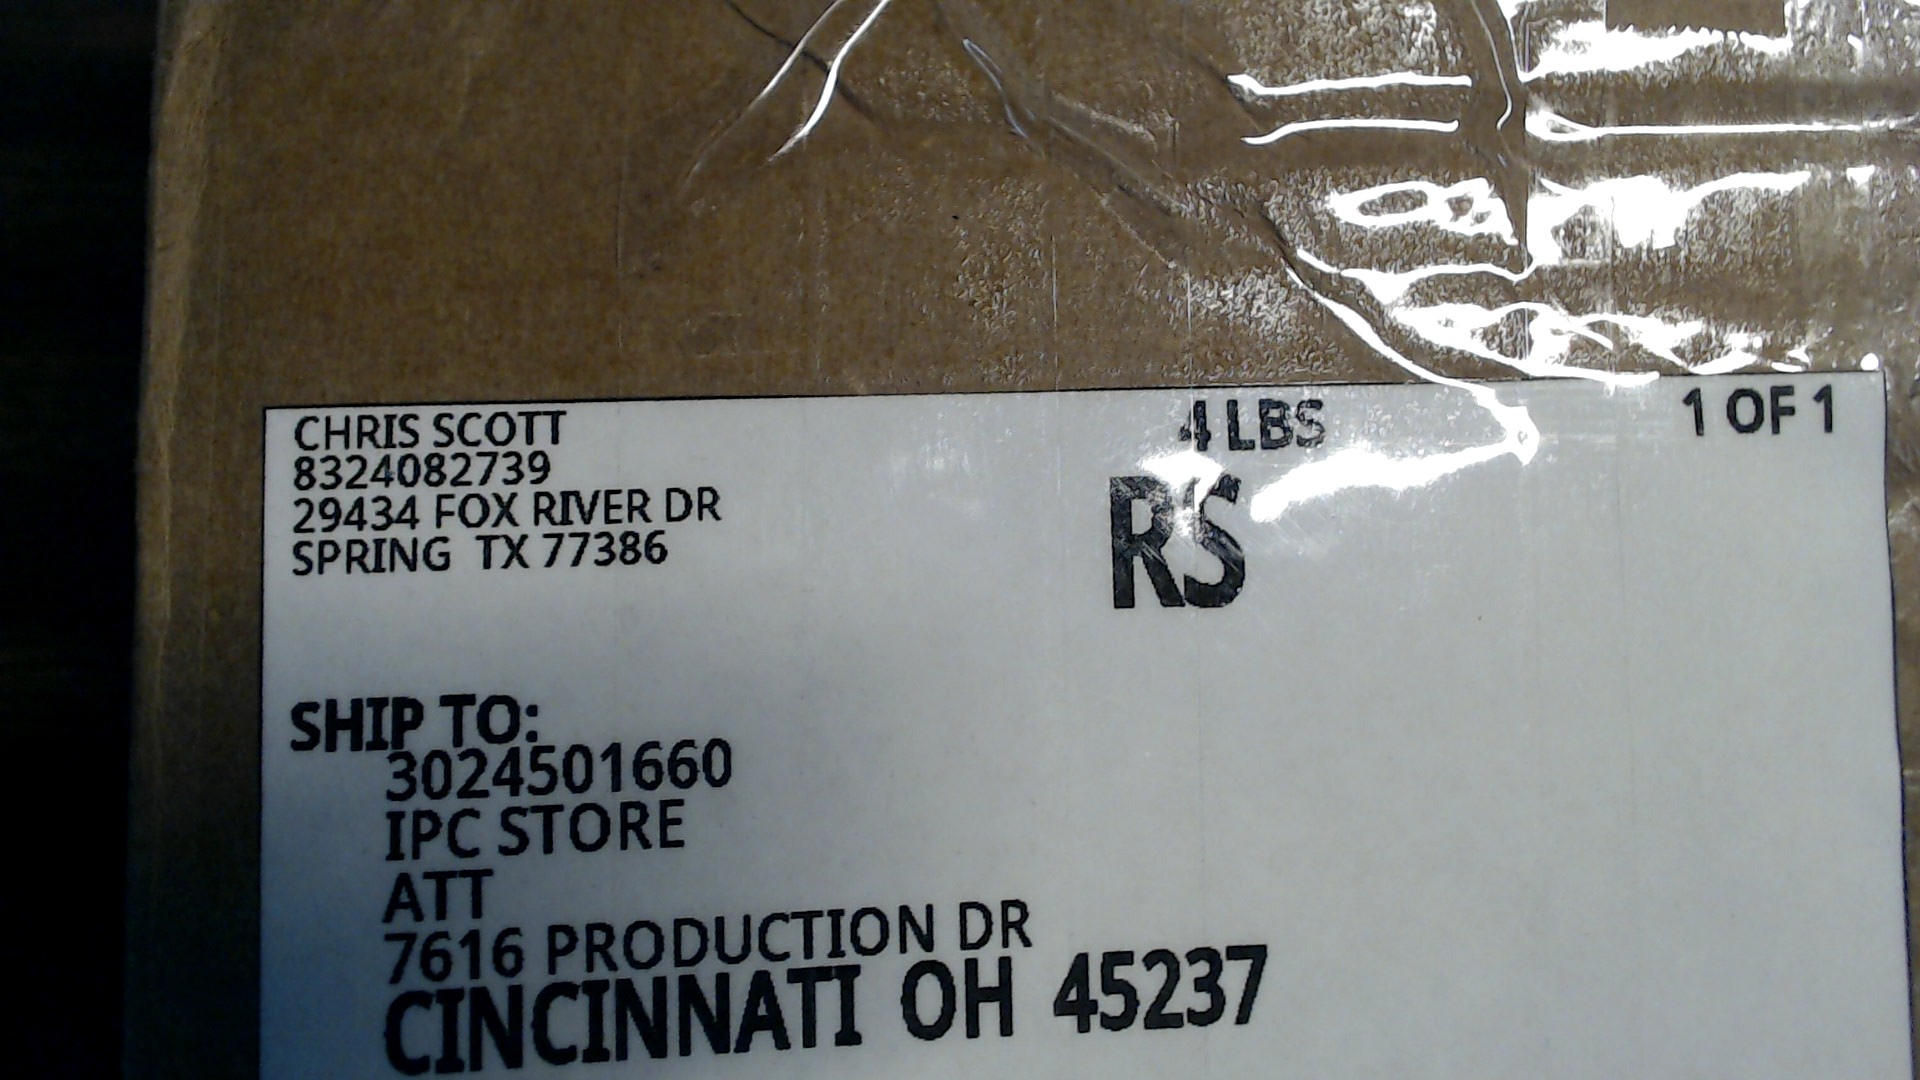 CHRIS SCOTT
8324082739
29434 FOX RIVER DR
SPRING TX 77386
4 LBS
1 OF 1
RS
SHIP TO:
3024501660
IPC STORE
ATT
7616 PRODUCTION DR
CINCINNATI OH 45237